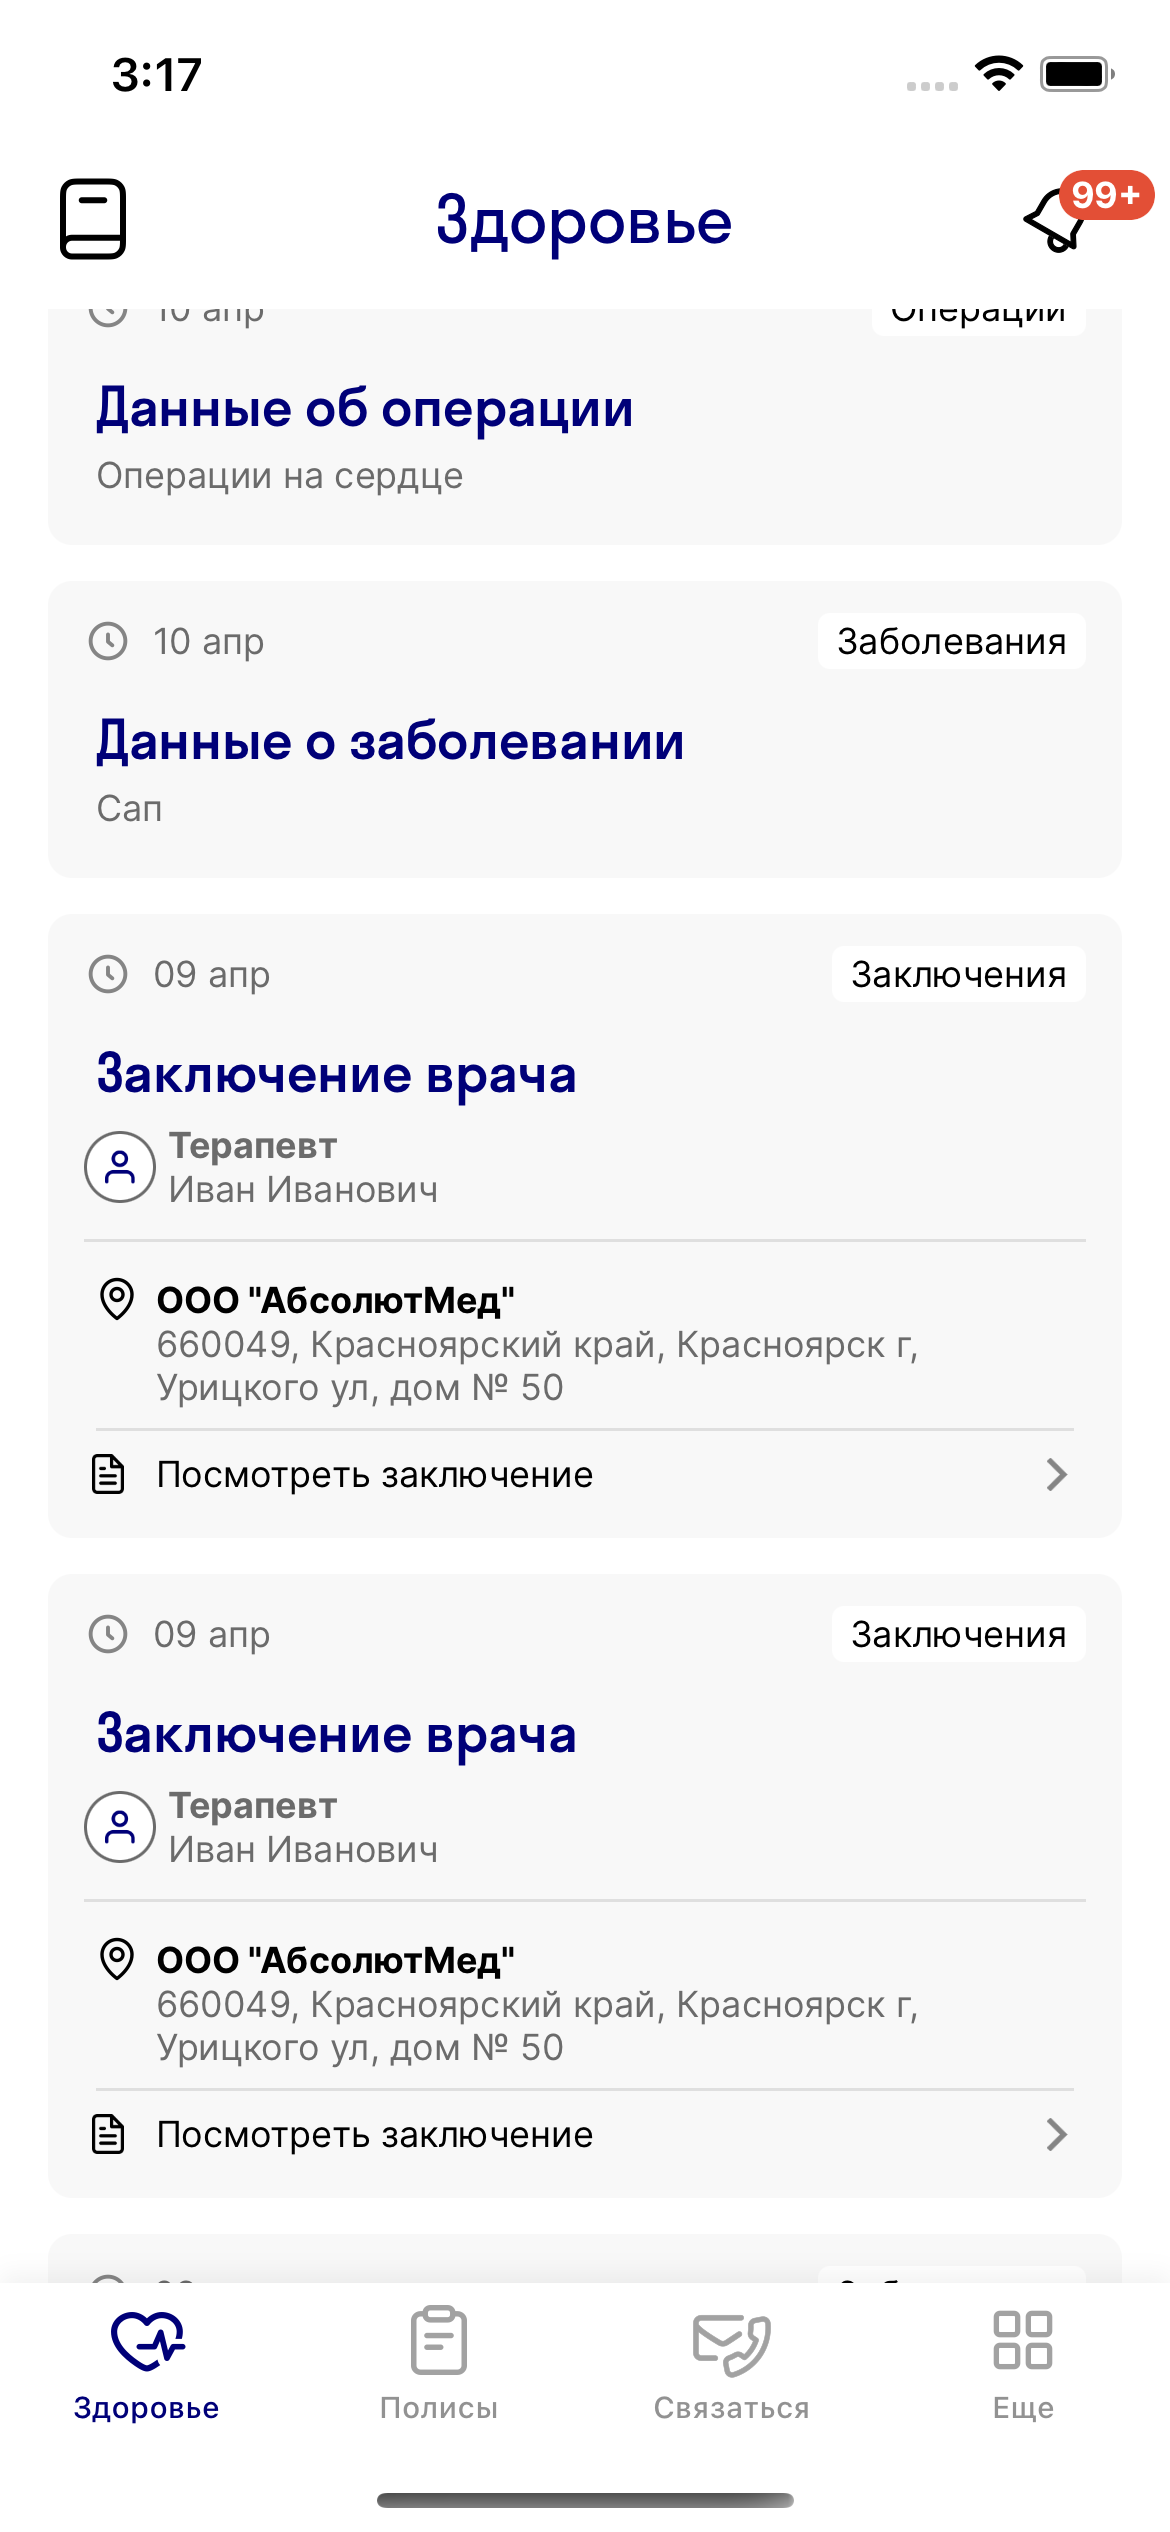 3:17
Здоровье
99+
10 апр
Операции
Данные об операции
Операции на сердце
10 апр
Заболевания
Данные о заболевании
Сап
09 апр
Заключения
Заключение врача
Терапевт
Иван Иванович
ООО "АбсолютМед"
660049, Красноярский край, Красноярск г,
Урицкого ул, дом № 50
Посмотреть заключение
09 апр
Заключения
Заключение врача
Терапевт
Иван Иванович
ООО "АбсолютМед"
660049, Красноярский край, Красноярск г,
Урицкого ул, дом № 50
Посмотреть заключение
Здоровье
Полисы
Связаться
Еще